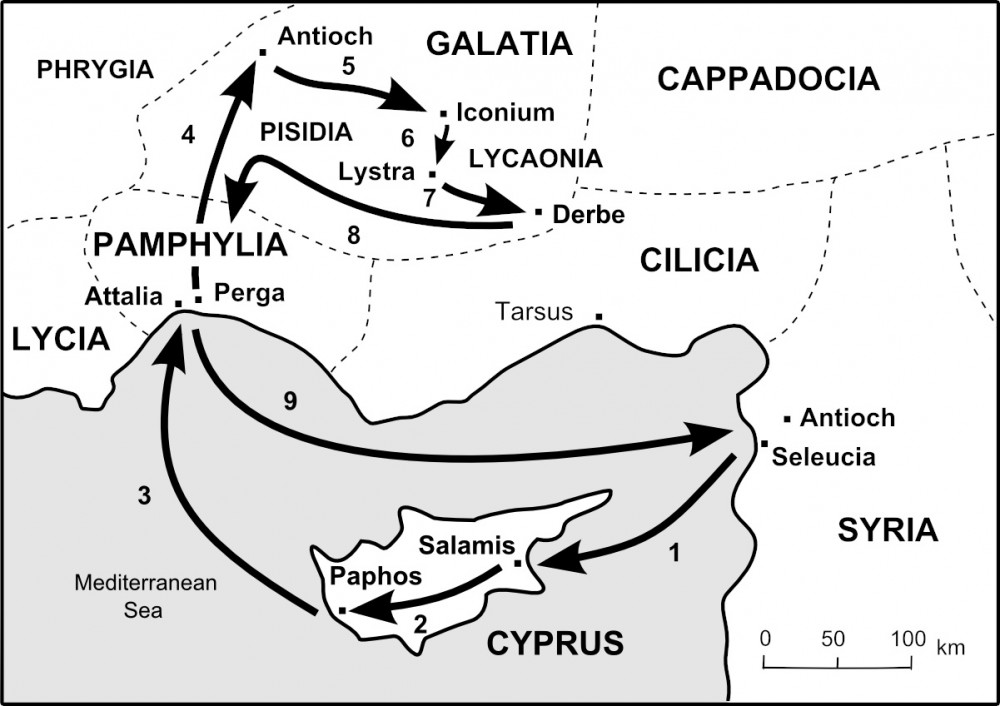 Antioch
GALATIA
PHRYGIA
5
CAPPADOCIA
4
PISIDIA
Iconium
6
LYCAONIA
Lystra
7
Derbe
8
PAMPHYLIA
CILICIA
Attalia
Perga
Tarsus
LYCIA
9
Antioch
Seleucia
3
SYRIA
Salamis
1
Mediterranean
Sea
Paphos
2
CYPRUS
0 50 100 km